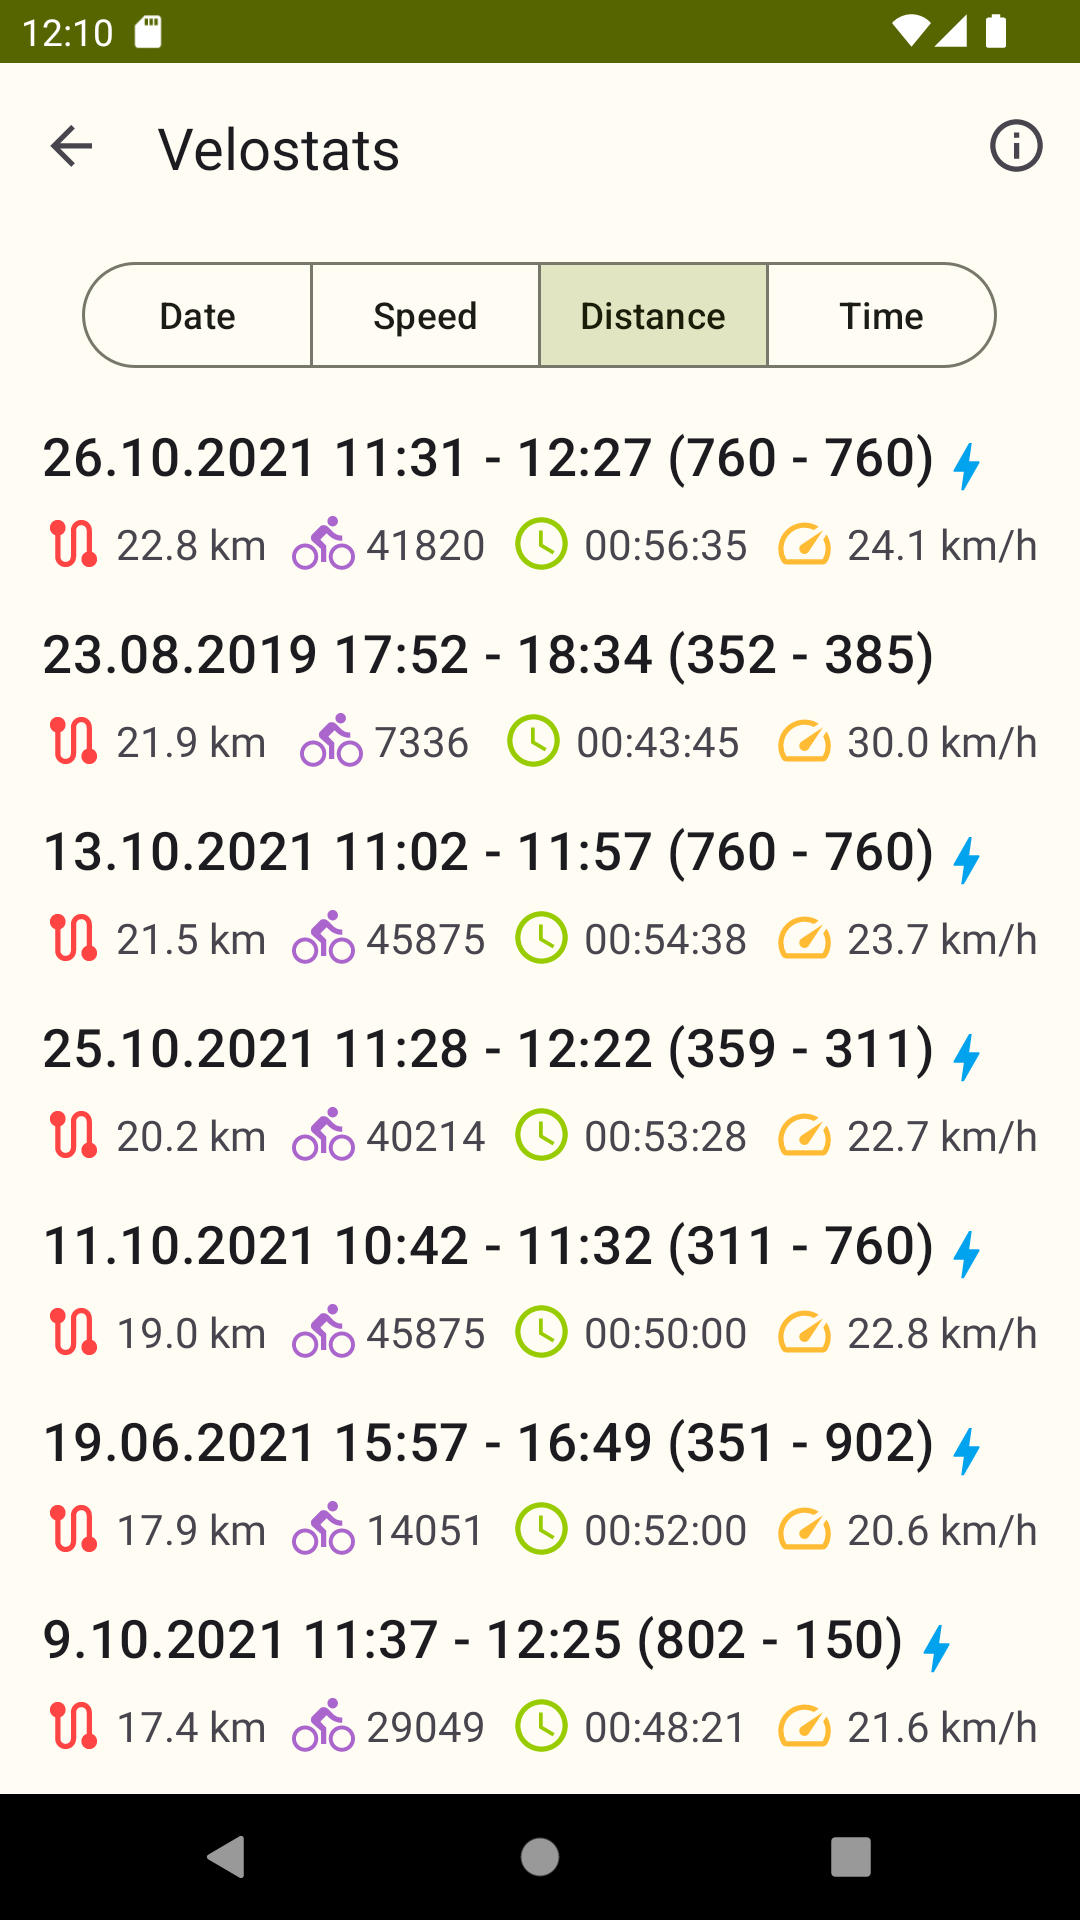 12:10
Velostats
Date Speed Distance Time
26.10.2021 11:31 - 12:27 (760 - 760)
22.8 km 41820 00:56:35 24.1 km/h
23.08.2019 17:52 - 18:34 (352 - 385)
21.9 km 7336 00:43:45 30.0 km/h
13.10.2021 11:02 - 11:57 (760 - 760)
21.5 km 45875 00:54:38 23.7 km/h
25.10.2021 11:28 - 12:22 (359 - 311)
20.2 km 40214 00:53:28 22.7 km/h
11.10.2021 10:42 - 11:32 (311 - 760)
19.0 km 45875 00:50:00 22.8 km/h
19.06.2021 15:57 - 16:49 (351 - 902)
17.9 km 14051 00:52:00 20.6 km/h
9.10.2021 11:37 - 12:25 (802 - 150)
17.4 km 29049 00:48:21 21.6 km/h